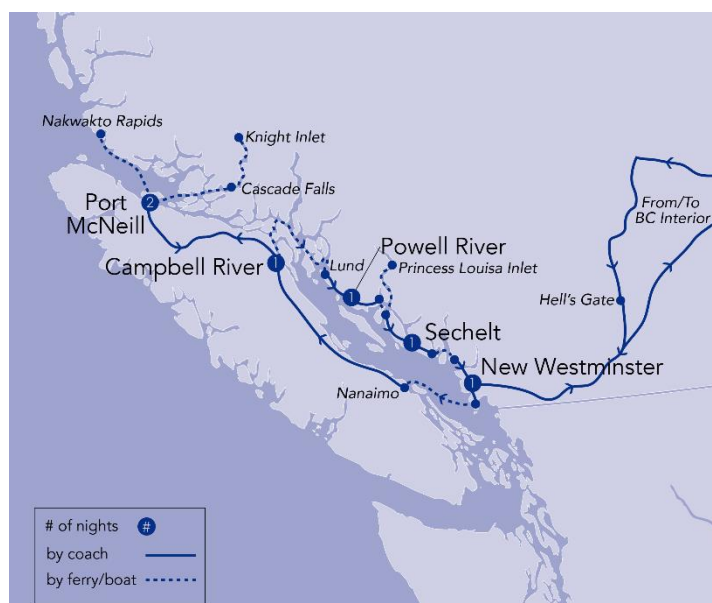 Nakwakto Rapids
Knight Inlet
Cascade Falls
2
Port
McNeill
From/To
BC Interior
Powell River
Campbell River
1
Lund
Princess Louisa Inlet
1
Hell's Gate
1
Sechelt
New Westminster
1
Nanaimo
# of nights #
by coach
by ferry/boat